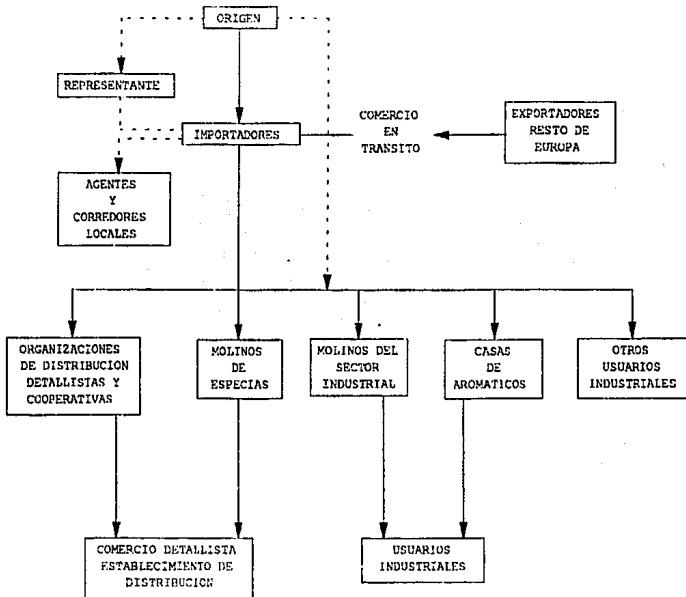 ORIGEN
REPRESENTANTE
IMPORTADORES
COMERCIO
EN
TRANSITO
EXPORTADORES
RESTO DE
EUROPA
AGENTES
Y
CORREDORES
LOCALES
ORGANIZACIONES
DE DISTRIBUCION
DETALLISTAS Y
COOPERATIVAS
MOLINOS
DE
ESPECIAS
MOLINOS DEL
SECTOR
INDUSTRIAL
CASAS
DE
AROMATICOS
OTROS
USUARIOS
INDUSTRIALES
COMERCIO DETALLISTA
ESTABLECIMIENTO DE
DISTRIBUCION
USUARIOS
INDUSTRIALES